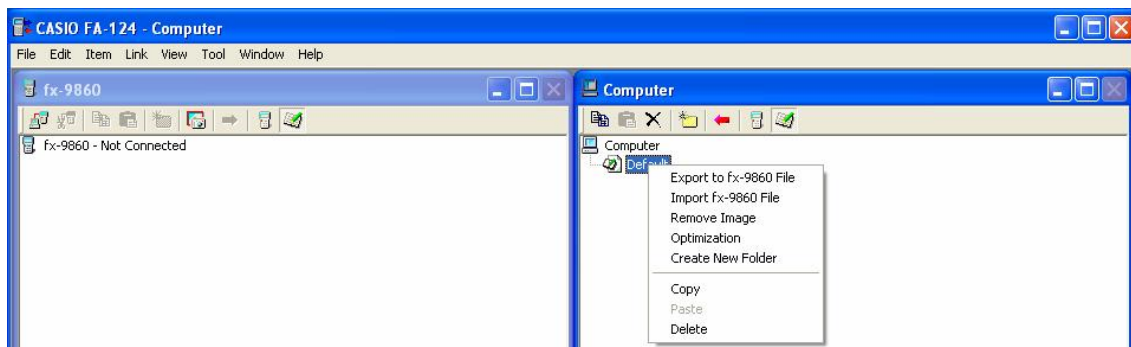 CASIO FA-124 - Computer
File Edit Item Link View Tool Window Help
fx-9860
fx-9860 - Not Connected
Computer
Computer
Default
Export to fx-9860 File
Import fx-9860 File
Remove Image
Optimization
Create New Folder
Copy
Paste
Delete